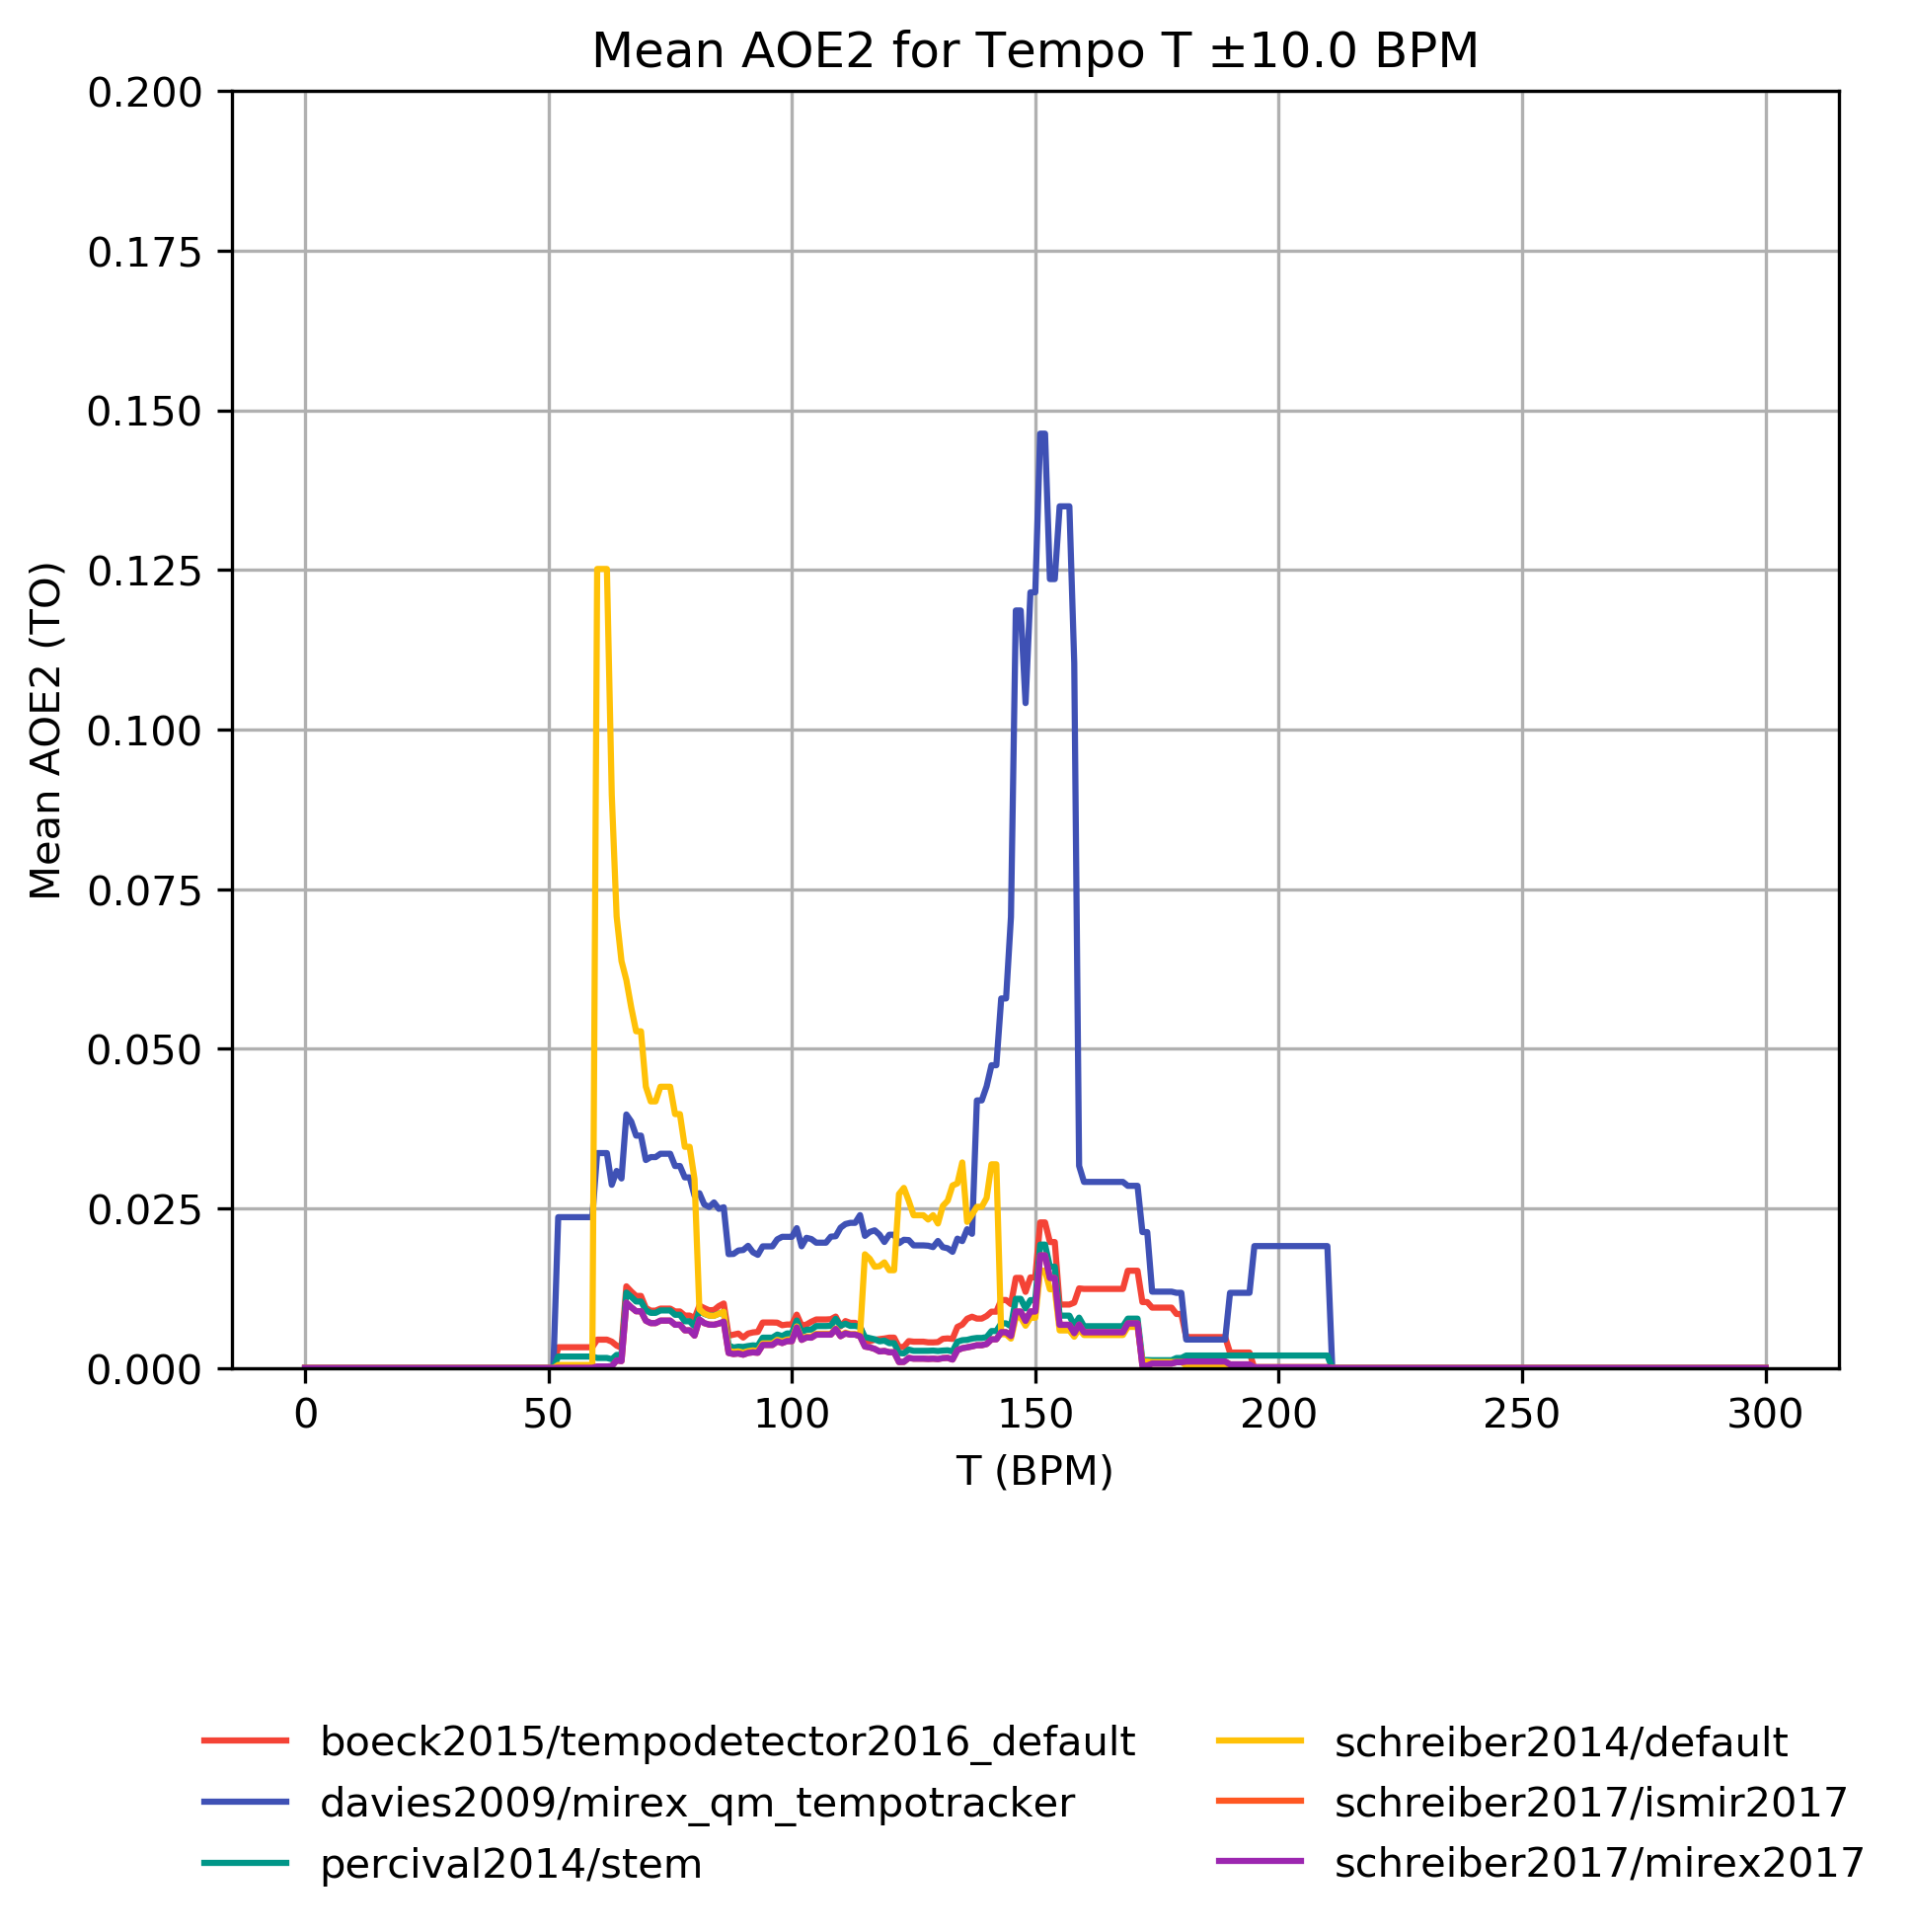 Mean AOE2 for Tempo T ±10.0 BPM
0.200
0.175
0.150
0.125
0.100
0.075
0.050
0.025
0.000
Mean AOE2 (TO)
0 50 100 150 200 250 300
T (BPM)
boeck2015/tempodetector2016_default
davies2009/mirex_qm_tempotracker
percival2014/stem
schreiber2014/default
schreiber2017/ismir2017
schreiber2017/mirex2017